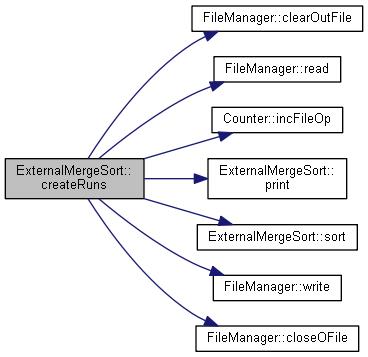 FileManager::clearOutFile
FileManager::read
Counter::incFileOp
ExternalMergeSort::
createRuns
ExternalMergeSort::
print
ExternalMergeSort::sort
FileManager::write
FileManager::closeOFile